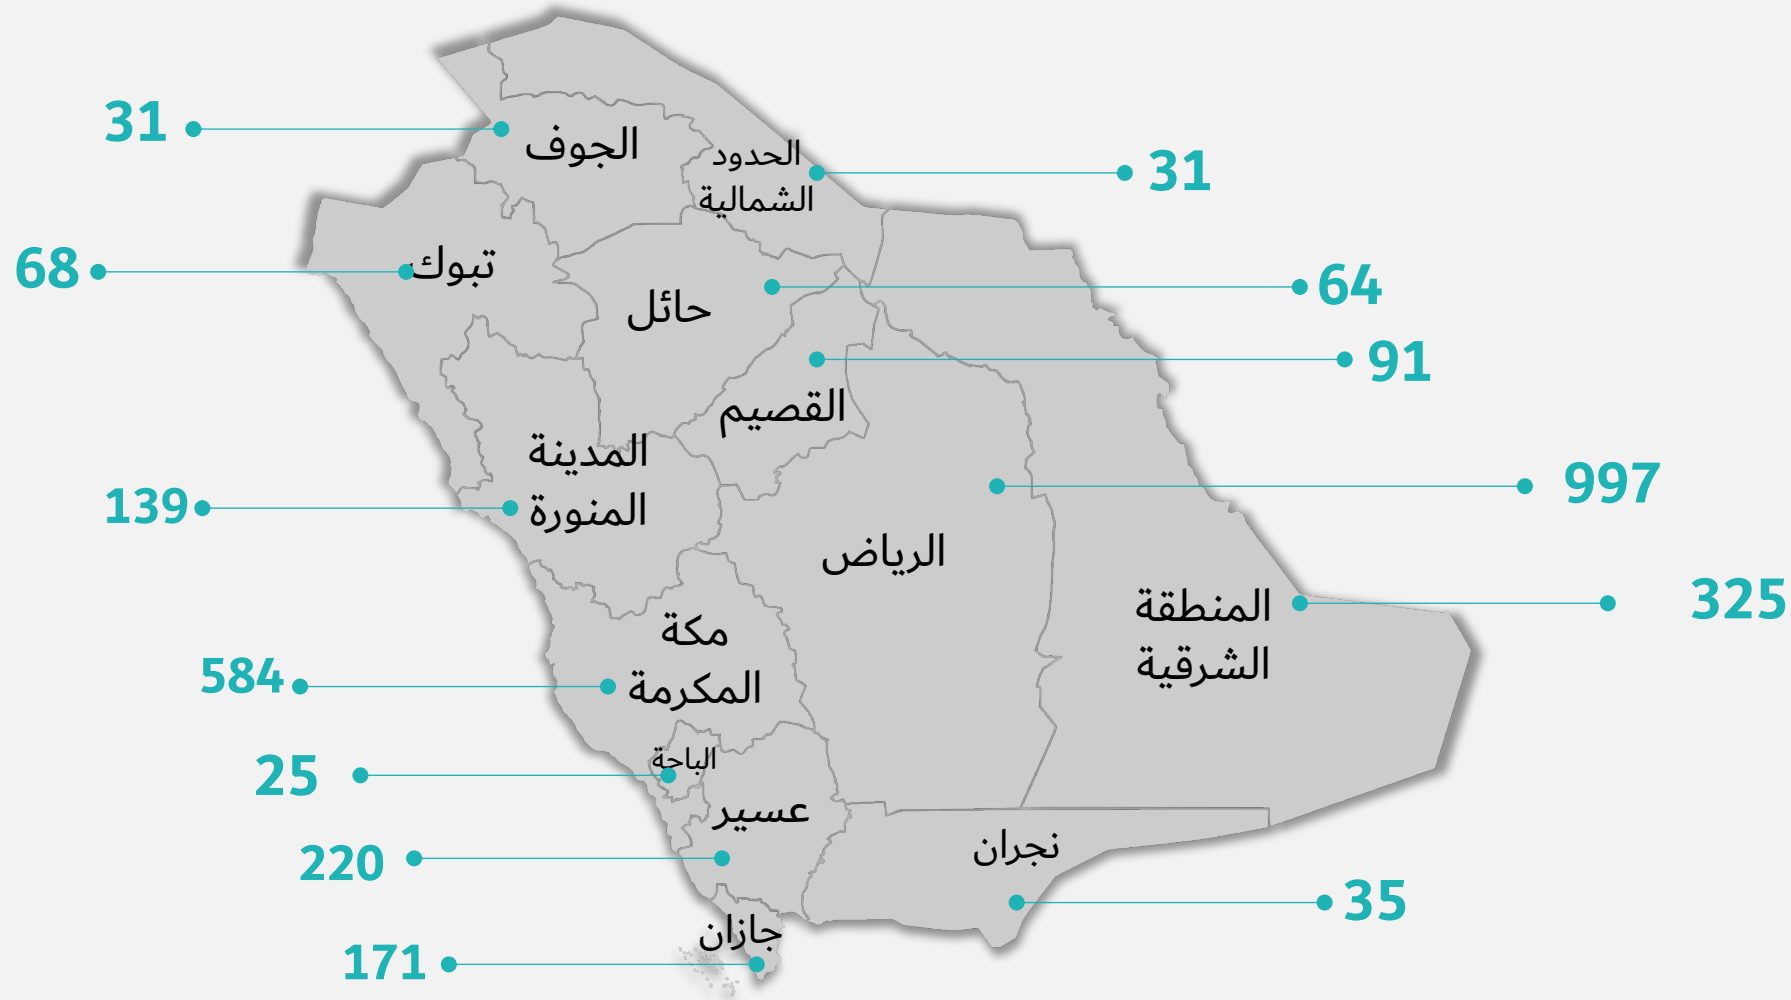 31
الجوف
الحدود
الشمالية
31
68
تبوك
حائل
64
91
القصيم
المدينة
المنورة
139
997
الرياض
المنطقة
الشرقية
325
مكة
المكرمة
584
الباحة
25
عسير
220
نجران
35
جازان
171